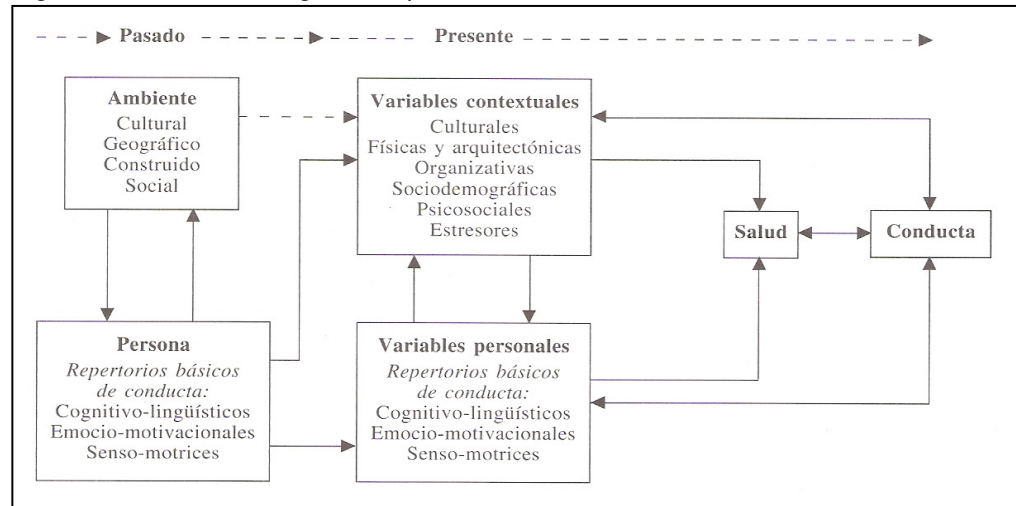 Pasado
Presente
Ambiente
Cultural
Geográfico
Construido
Social
Variables contextuales
Culturales
Físicas y arquitectónicas
Organizativas
Sociodemográficas
Psicosociales
Estresores
Salud
Conducta
Persona
Repertorios básicos
de conducta:
Cognitivo-lingüísticos
Emocio-motivacionales
Senso-motrices
Variables personales
Repertorios básicos
de conducta:
Cognitivo-lingüísticos
Emocio-motivacionales
Senso-motrices